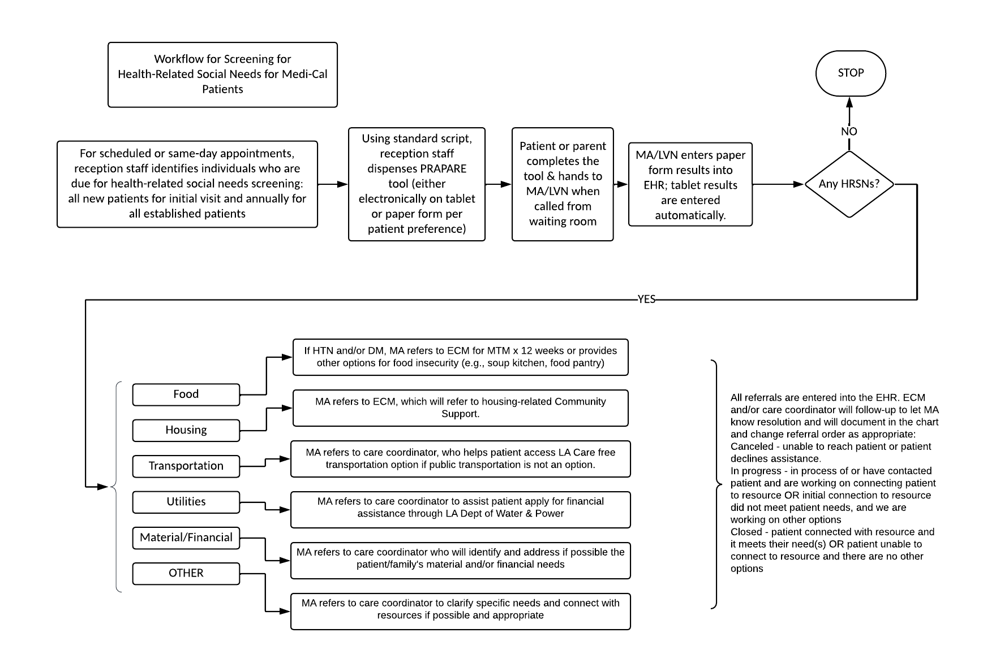 Workflow for Screening for
Health-Related Social Needs for Medi-Cal
Patients
STOP
NO
For scheduled or same-day appointments,
reception staff identifies individuals who are
due for health-related social needs screening:
all new patients for initial visit and annually for
all established patients
Using standard script,
reception staff
dispenses PRAPARE
tool (either
electronically on tablet
or paper form per
patient preference)
Patient or parent
completes the
tool & hands to
MA/LVN when
called from
waiting room
MA/LVN enters paper
form results into
EHR; tablet results
are entered
automatically.
Any HRSNs?
YES
Food
If HTN and/or DM, MA refers to ECM for MTM x 12 weeks or provides
other options for food insecurity (e.g., soup kitchen, food pantry)
Housing
MA refers to ECM, which will refer to housing-related Community
Support.
Transportation
MA refers to care coordinator, who helps patient access LA Care free
transportation option if public transportation is not an option.
Utilities
MA refers to care coordinator to assist patient apply for financial
assistance through LA Dept of Water & Power
Material/Financial
MA refers to care coordinator who will identify and address if possible the
patient/family's material and/or financial needs
OTHER
MA refers to care coordinator to clarify specific needs and connect with
resources if possible and appropriate
All referrals are entered into the EHR. ECM
and/or care coordinator will follow-up to let MA
know resolution and will document in the chart
and change referral order as appropriate:
Canceled - unable to reach patient or patient
declines assistance.
In progress - in process of or have contacted
patient and are working on connecting patient
to resource OR initial connection to resource
did not meet patient needs, and we are
working on other options
Closed - patient connected with resource and
it meets their need(s) OR patient unable to
connect to resource and there are no other
options